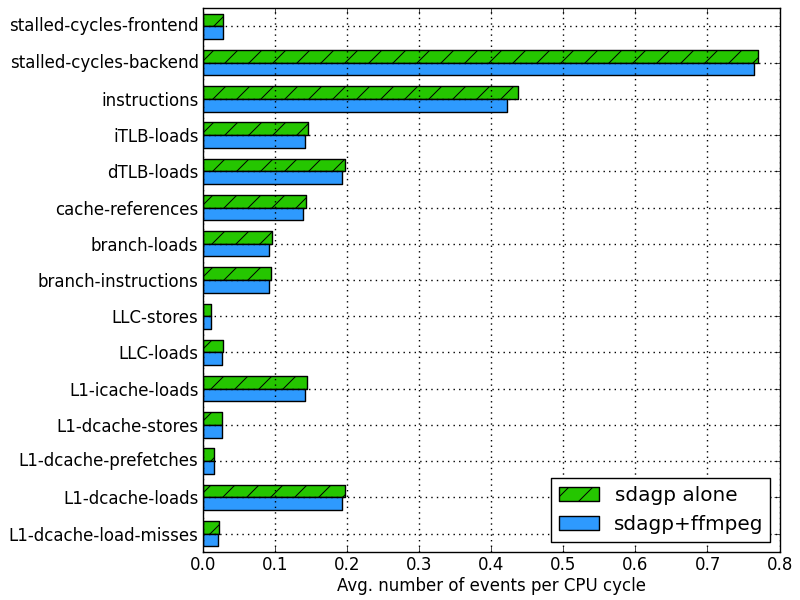 stalled-cycles-frontend
stalled-cycles-backend
instructions
iTLB-loads
dTLB-loads
cache-references
branch-loads
branch-instructions
LLC-stores
LLC-loads
L1-icache-loads
L1-dcache-stores
L1-dcache-prefetches
L1-dcache-loads
L1-dcache-load-misses
sdagp alone
sdagp+ffmpeg
0.0 0.1 0.2 0.3 0.4 0.5 0.6 0.7 0.8
Avg. number of events per CPU cycle